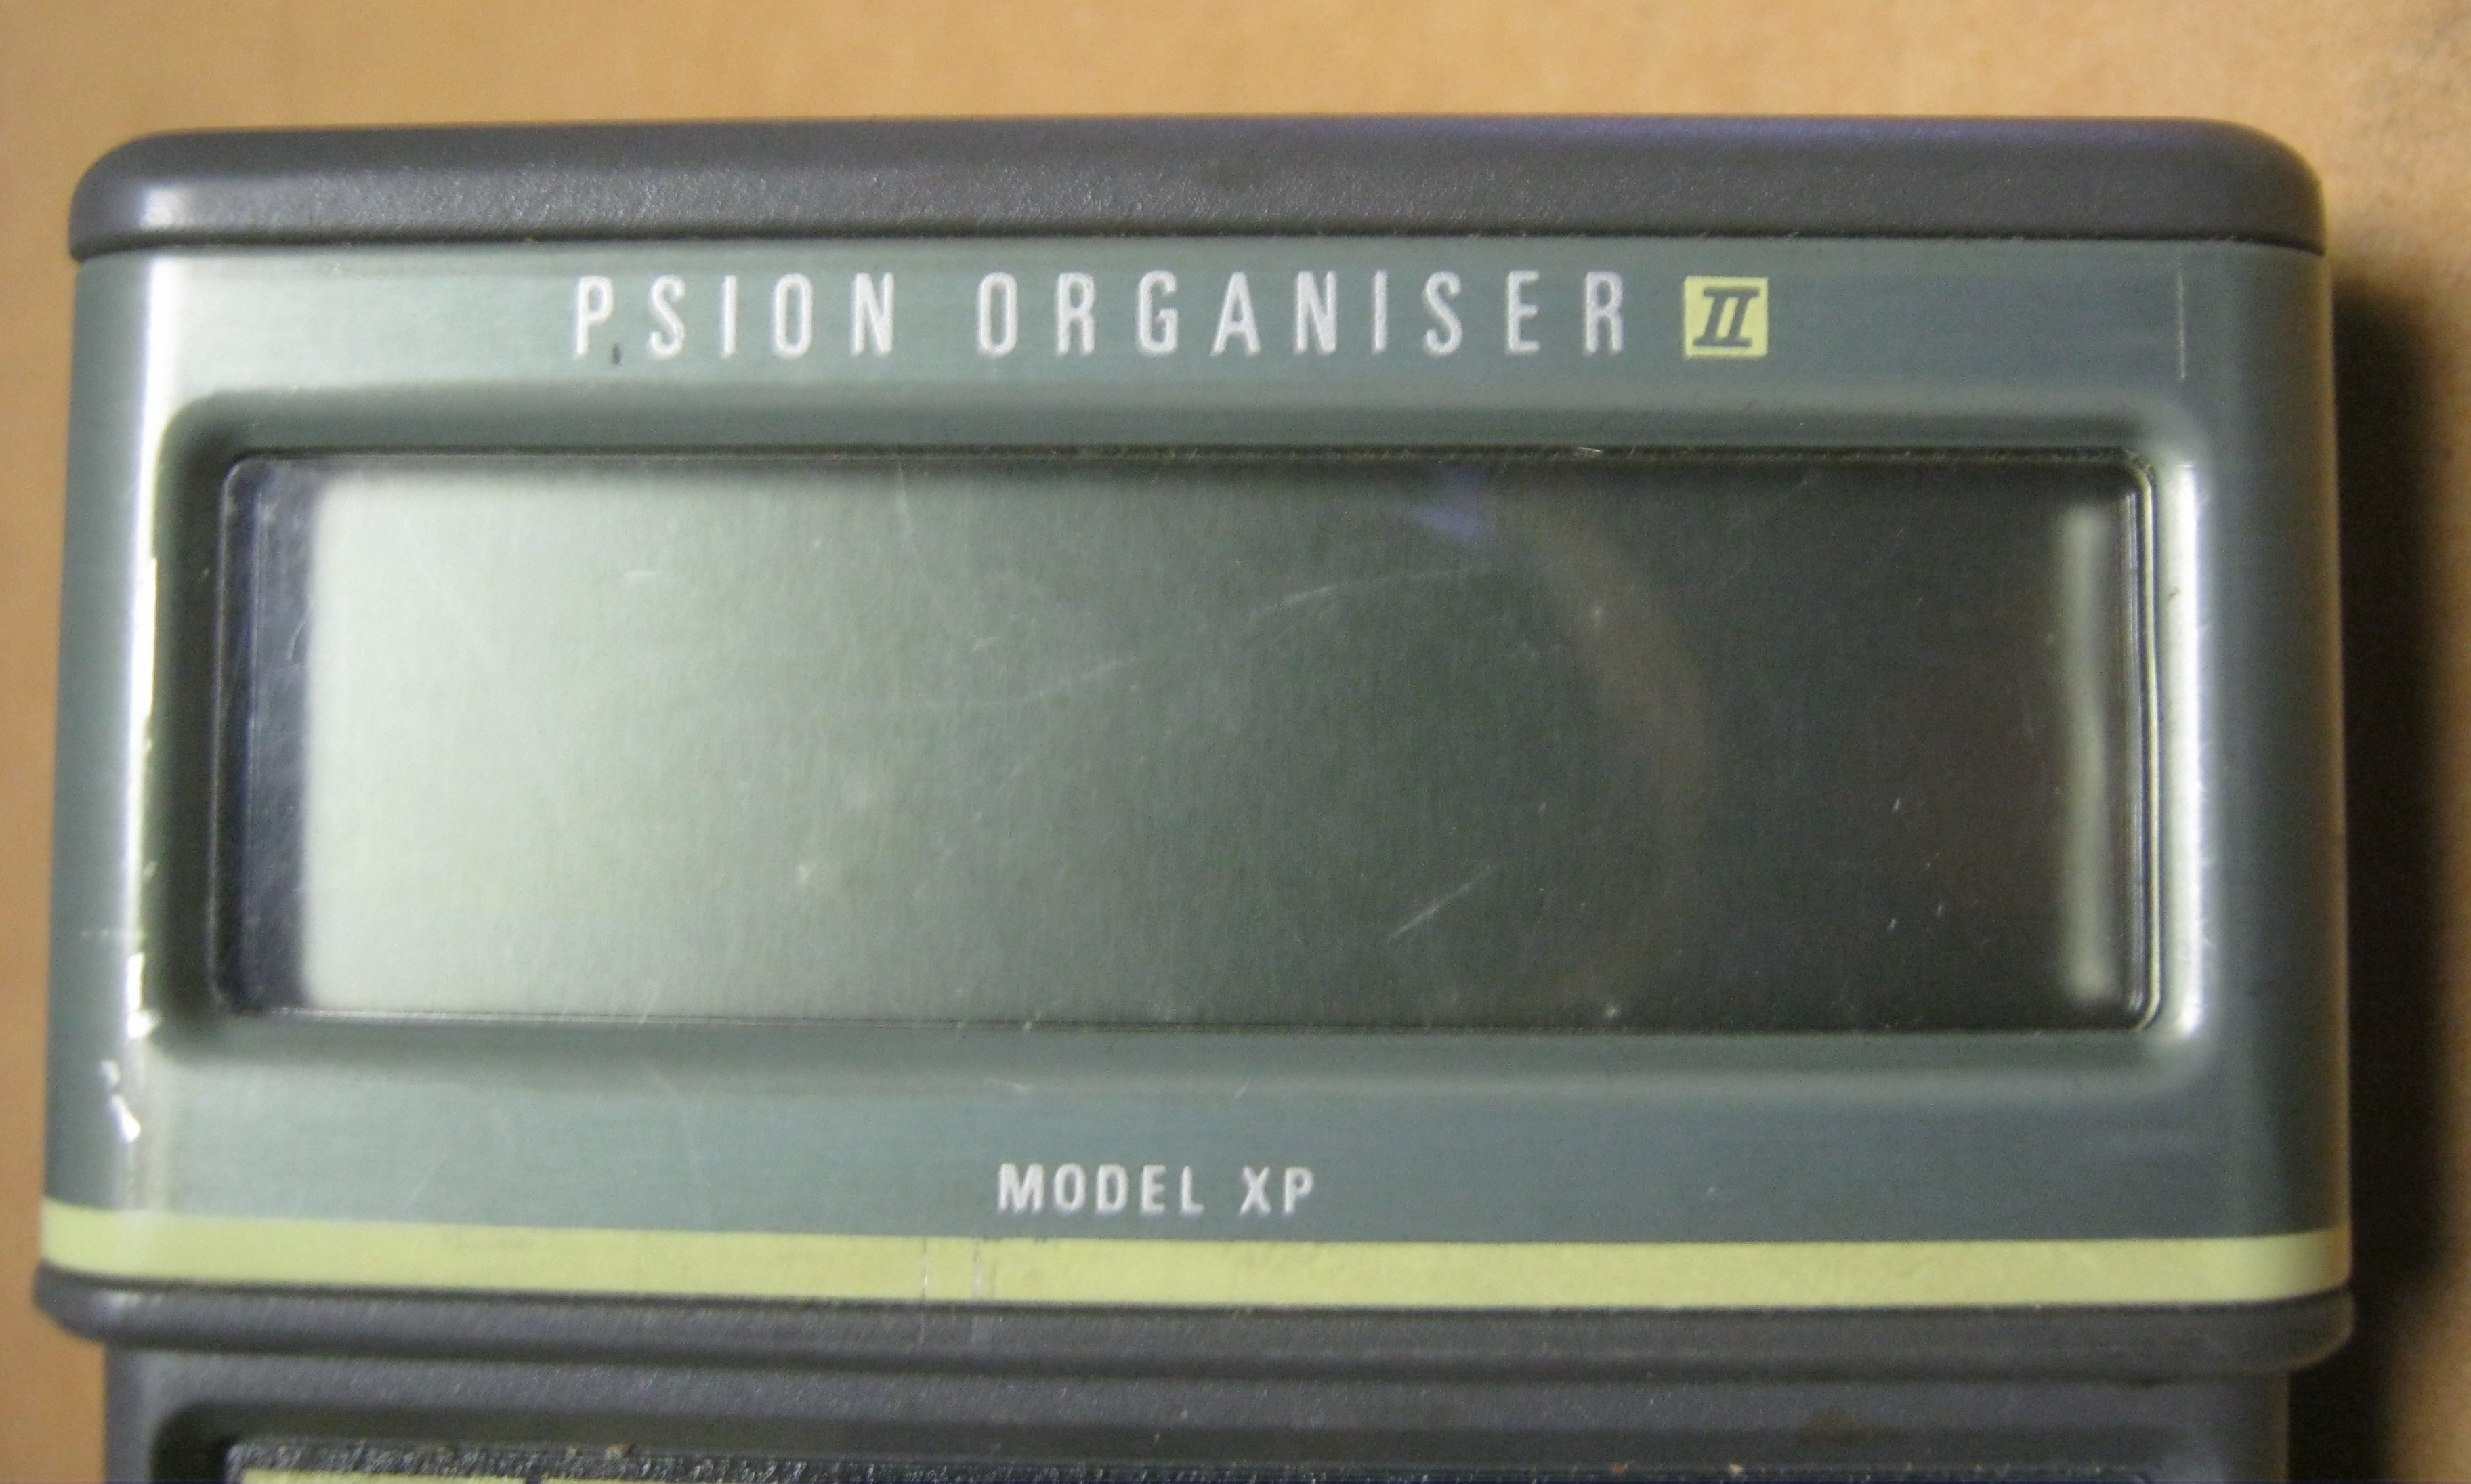 PSION ORGANISER II
MODEL XP